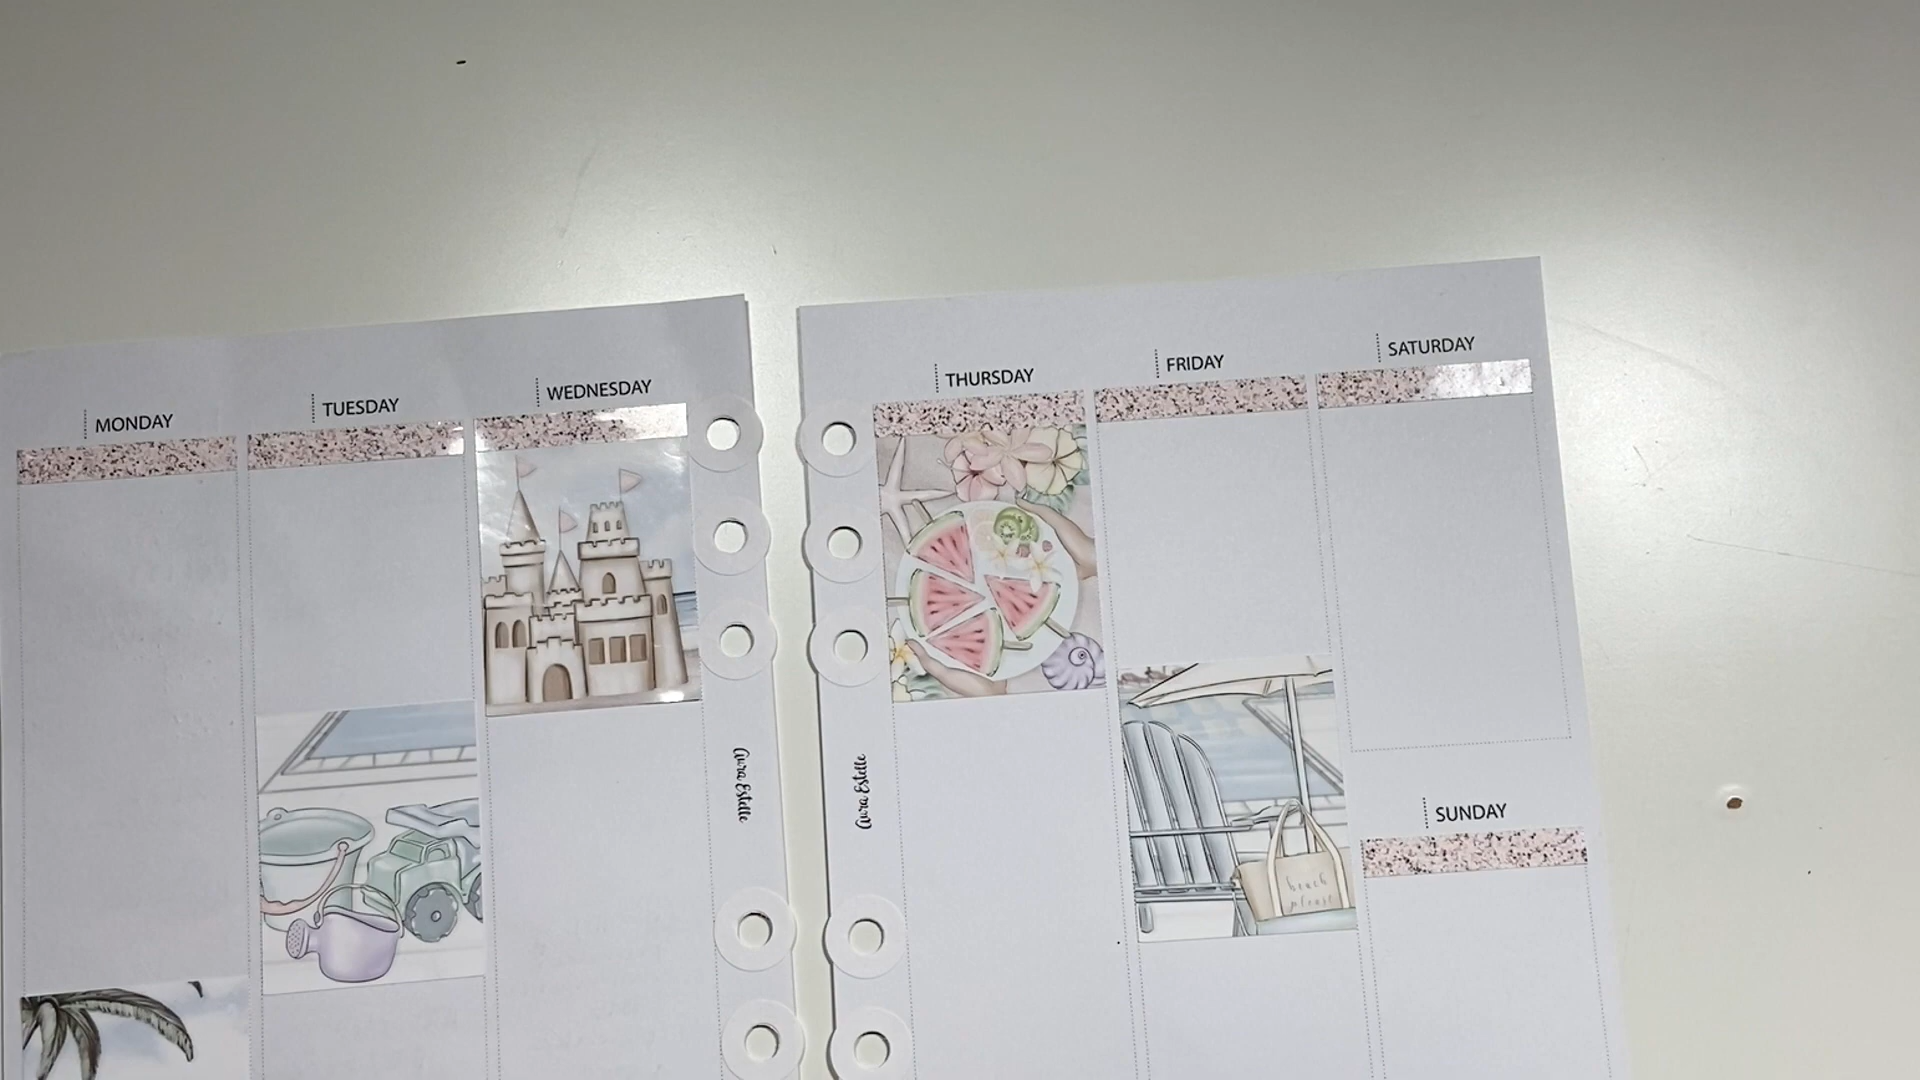 MONDAY
TUESDAY
WEDNESDAY
THURSDAY
FRIDAY
SATURDAY
SUNDAY
Aura Estelle
Aura Estelle
beach
please